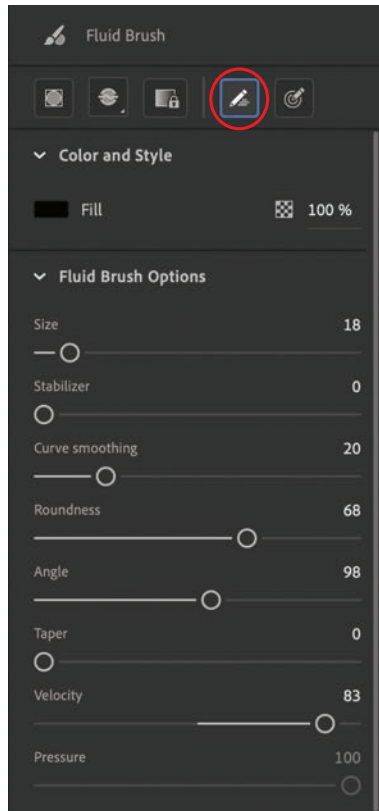 Fluid Brush
Color and Style
Fill 100 %
Fluid Brush Options
Size 18
Stabilizer 0
Curve smoothing 20
Roundness 68
Angle 98
Taper 0
Velocity 83
Pressure 100